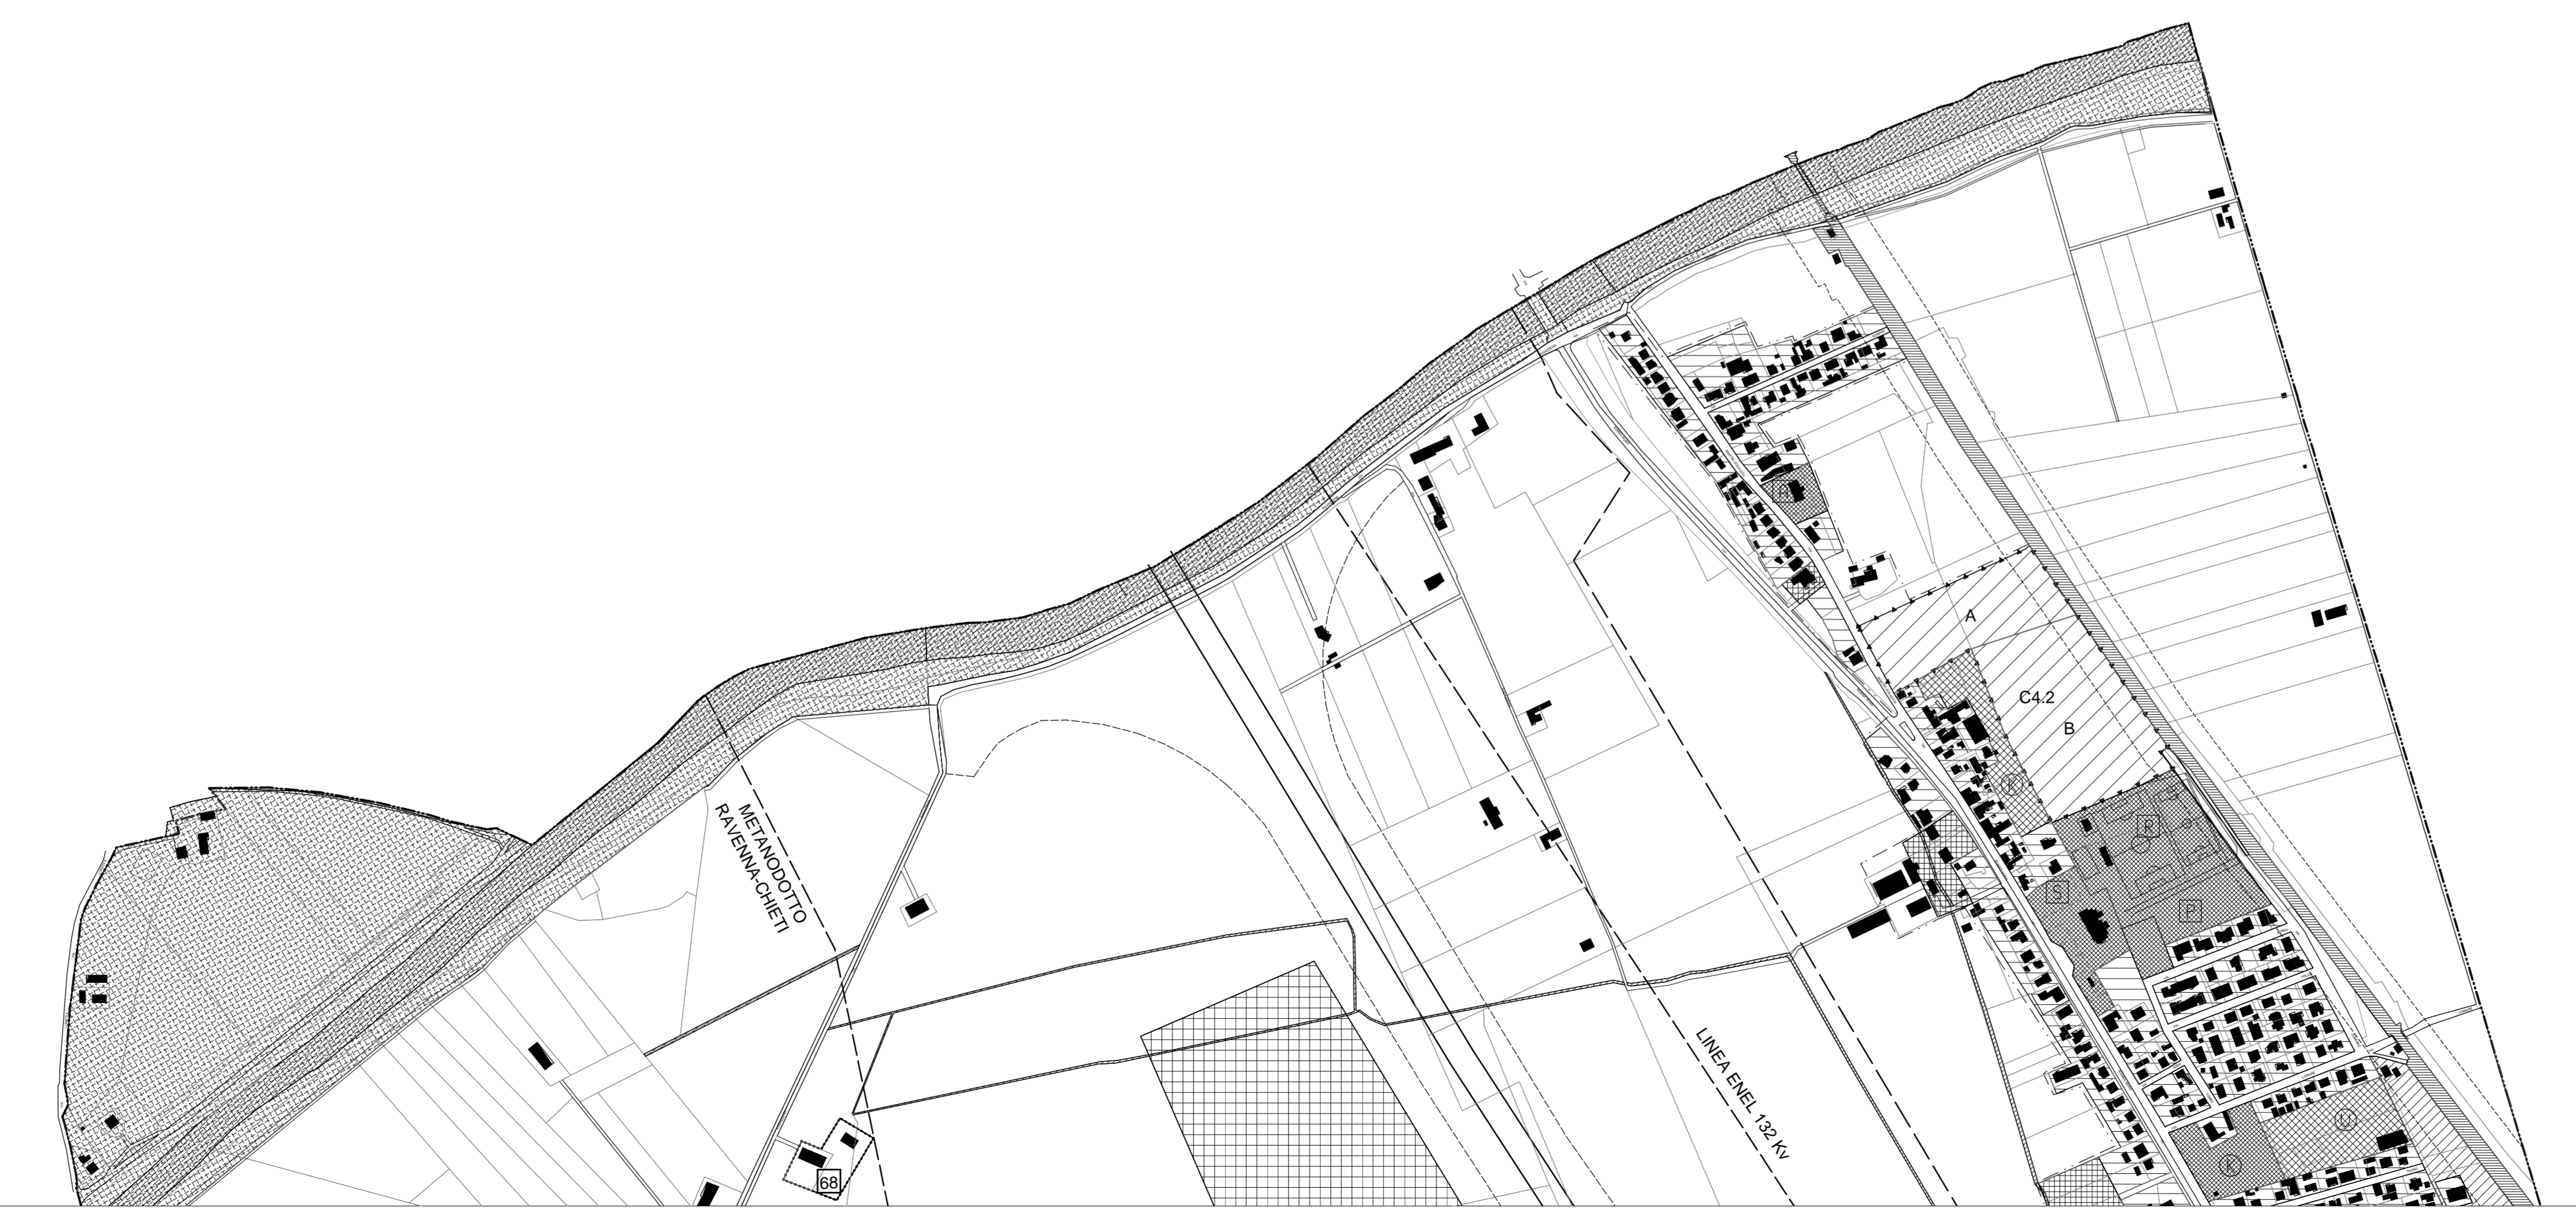 A
C4.2
B
METANODOTTO
RAVENNA-CHIETI
LINEA ENEL 132 Kv
68
K